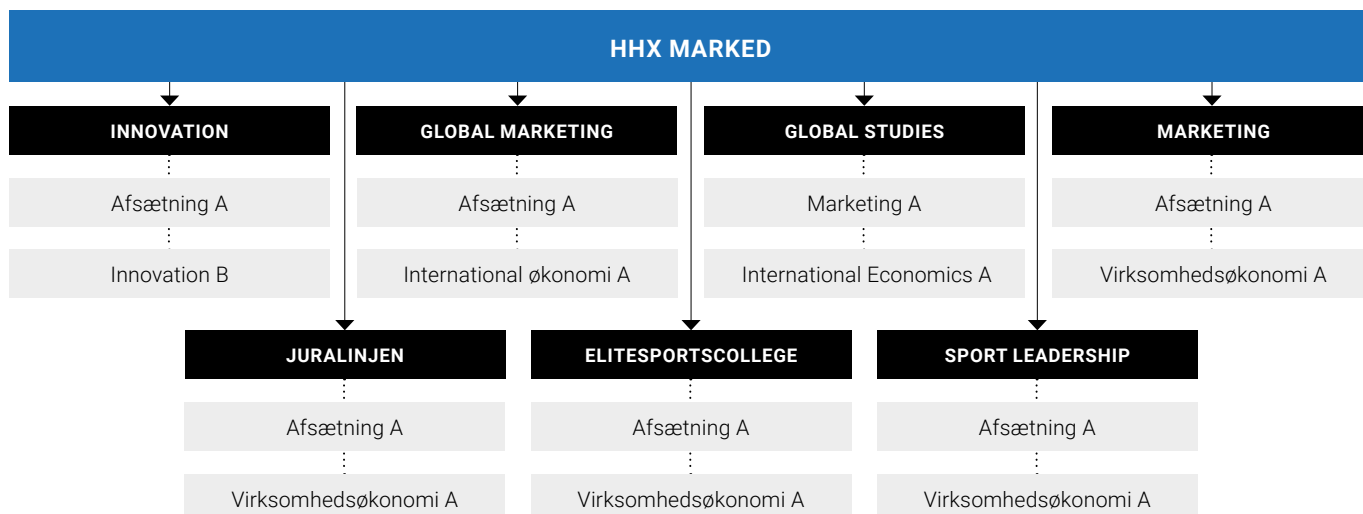 HHX MARKED
INNOVATION
GLOBAL MARKETING
GLOBAL STUDIES
MARKETING
Afsætning A
Afsætning A
Marketing A
Afsætning A
Innovation B
International økonomi A
International Economics A
Virksomhedsøkonomi A
JURALINJEN
ELITESPORTSCOLLEGE
SPORT LEADERSHIP
Afsætning A
Afsætning A
Afsætning A
Virksomhedsøkonomi A
Virksomhedsøkonomi A
Virksomhedsøkonomi A